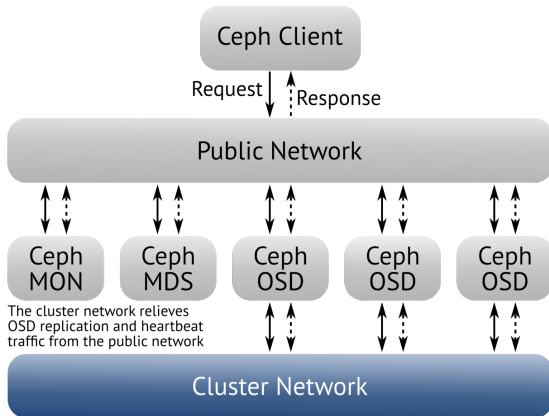 Ceph Client
Request
Response
Public Network
Ceph
MON
Ceph
MDS
Ceph
OSD
Ceph
OSD
Ceph
OSD
The cluster network relieves
OSD replication and heartbeat
traffic from the public network
Cluster Network